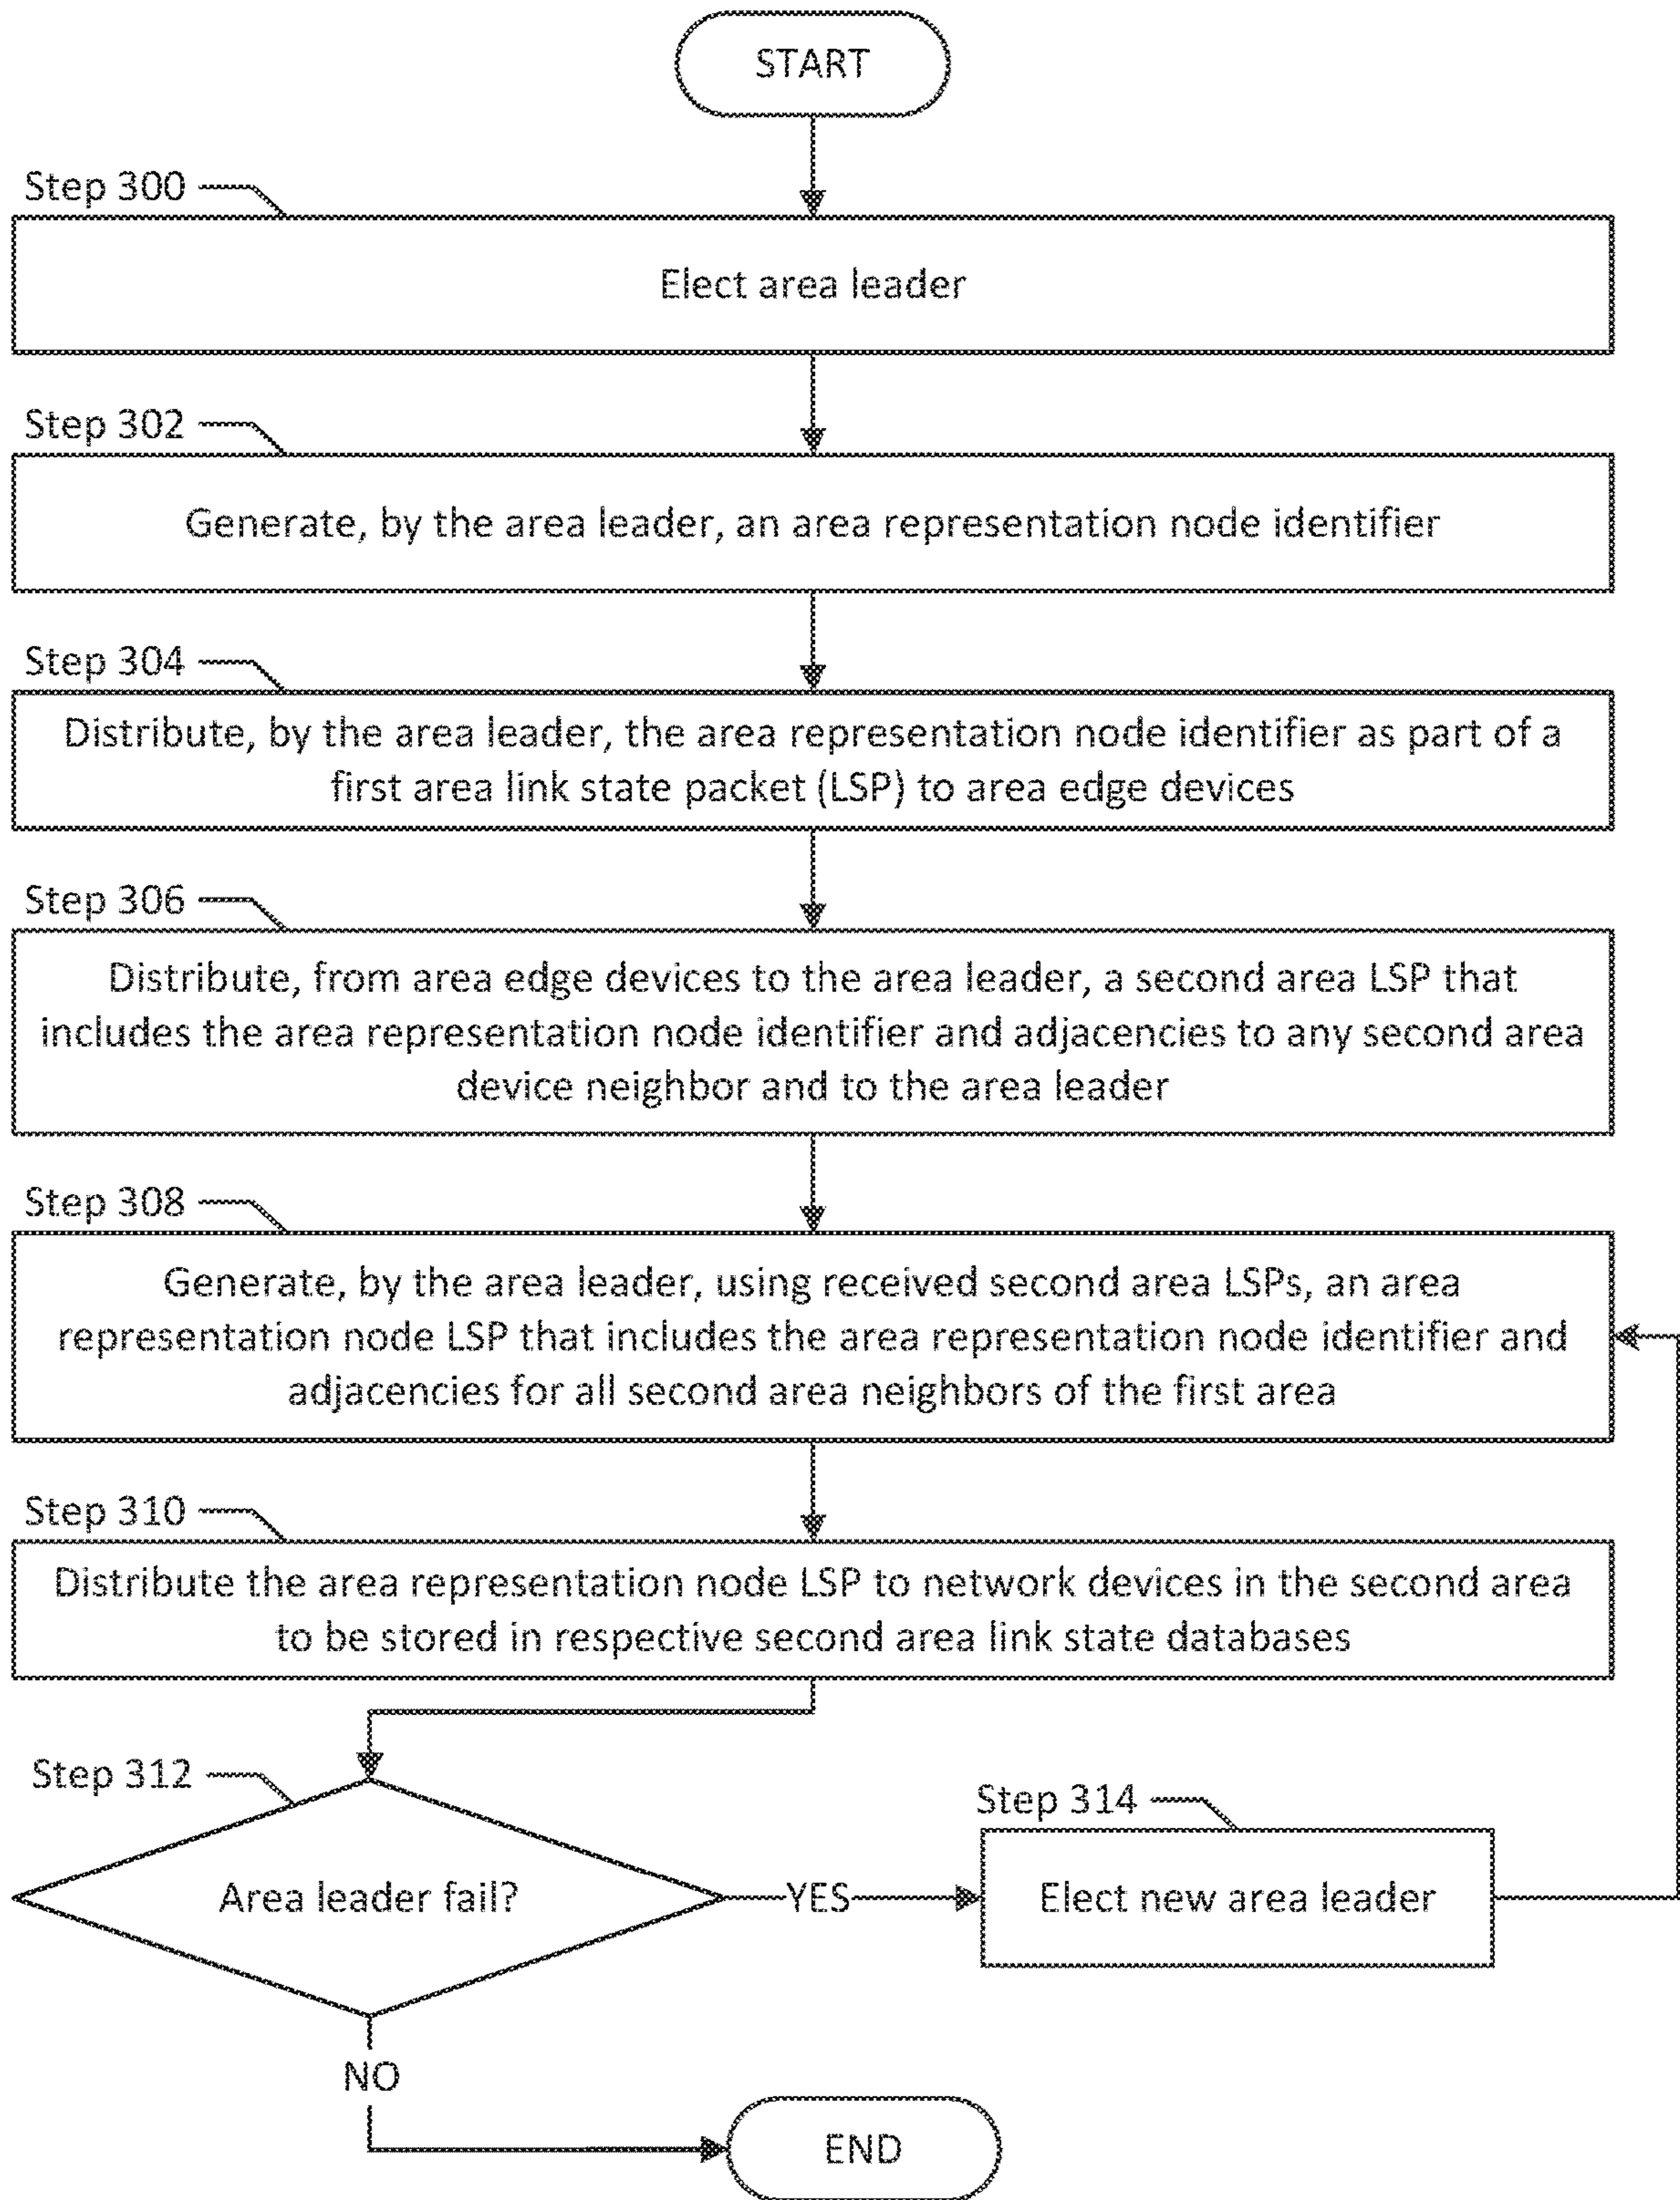 START
Step 300
Elect area leader
Step 302
Generate, by the area leader, an area representation node identifier
Step 304
Distribute, by the area leader, the area representation node identifier as part of a
first area link state packet (LSP) to area edge devices
Step 306
Distribute, from area edge devices to the area leader, a second area LSP that
includes the area representation node identifier and adjacencies to any second area
device neighbor and to the area leader
Step 308
Generate, by the area leader, using received second area LSPs, an area
representation node LSP that includes the area representation node identifier and
adjacencies for all second area neighbors of the first area
Step 310
Distribute the area representation node LSP to network devices in the second area
to be stored in respective second area link state databases
Step 312
Area leader fail?
YES
Step 314
Elect new area leader
NO
END